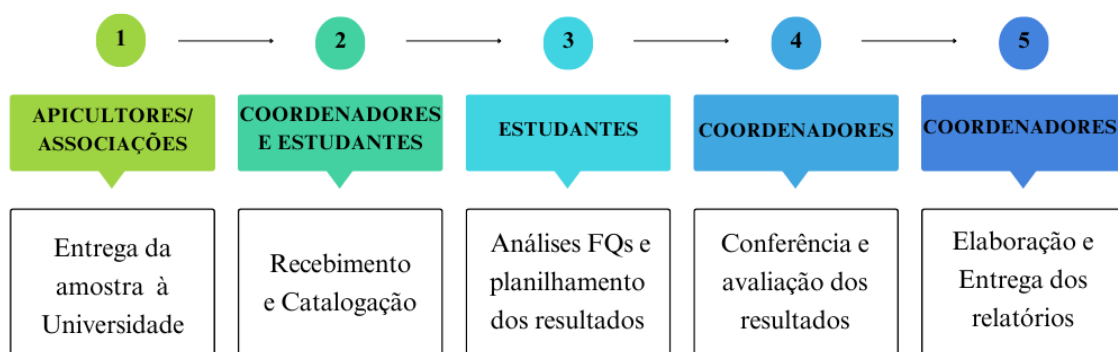 1
2
3
4
5
APICULTORES/
ASSOCIAÇÕES
COORDENADORES
E ESTUDANTES
ESTUDANTES
COORDENADORES
COORDENADORES
Entrega da
amostra à
Universidade
Recebimento
e Catalogação
Análises FQs e
planilhamento
dos resultados
Conferência e
avaliação dos
resultados
Elaboração e
Entrega dos
relatórios